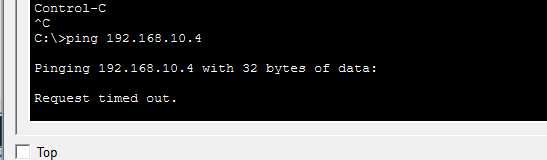 Control-C
^C
C:\>ping 192.168.10.4
Pinging 192.168.10.4 with 32 bytes of data:
Request timed out.
Top